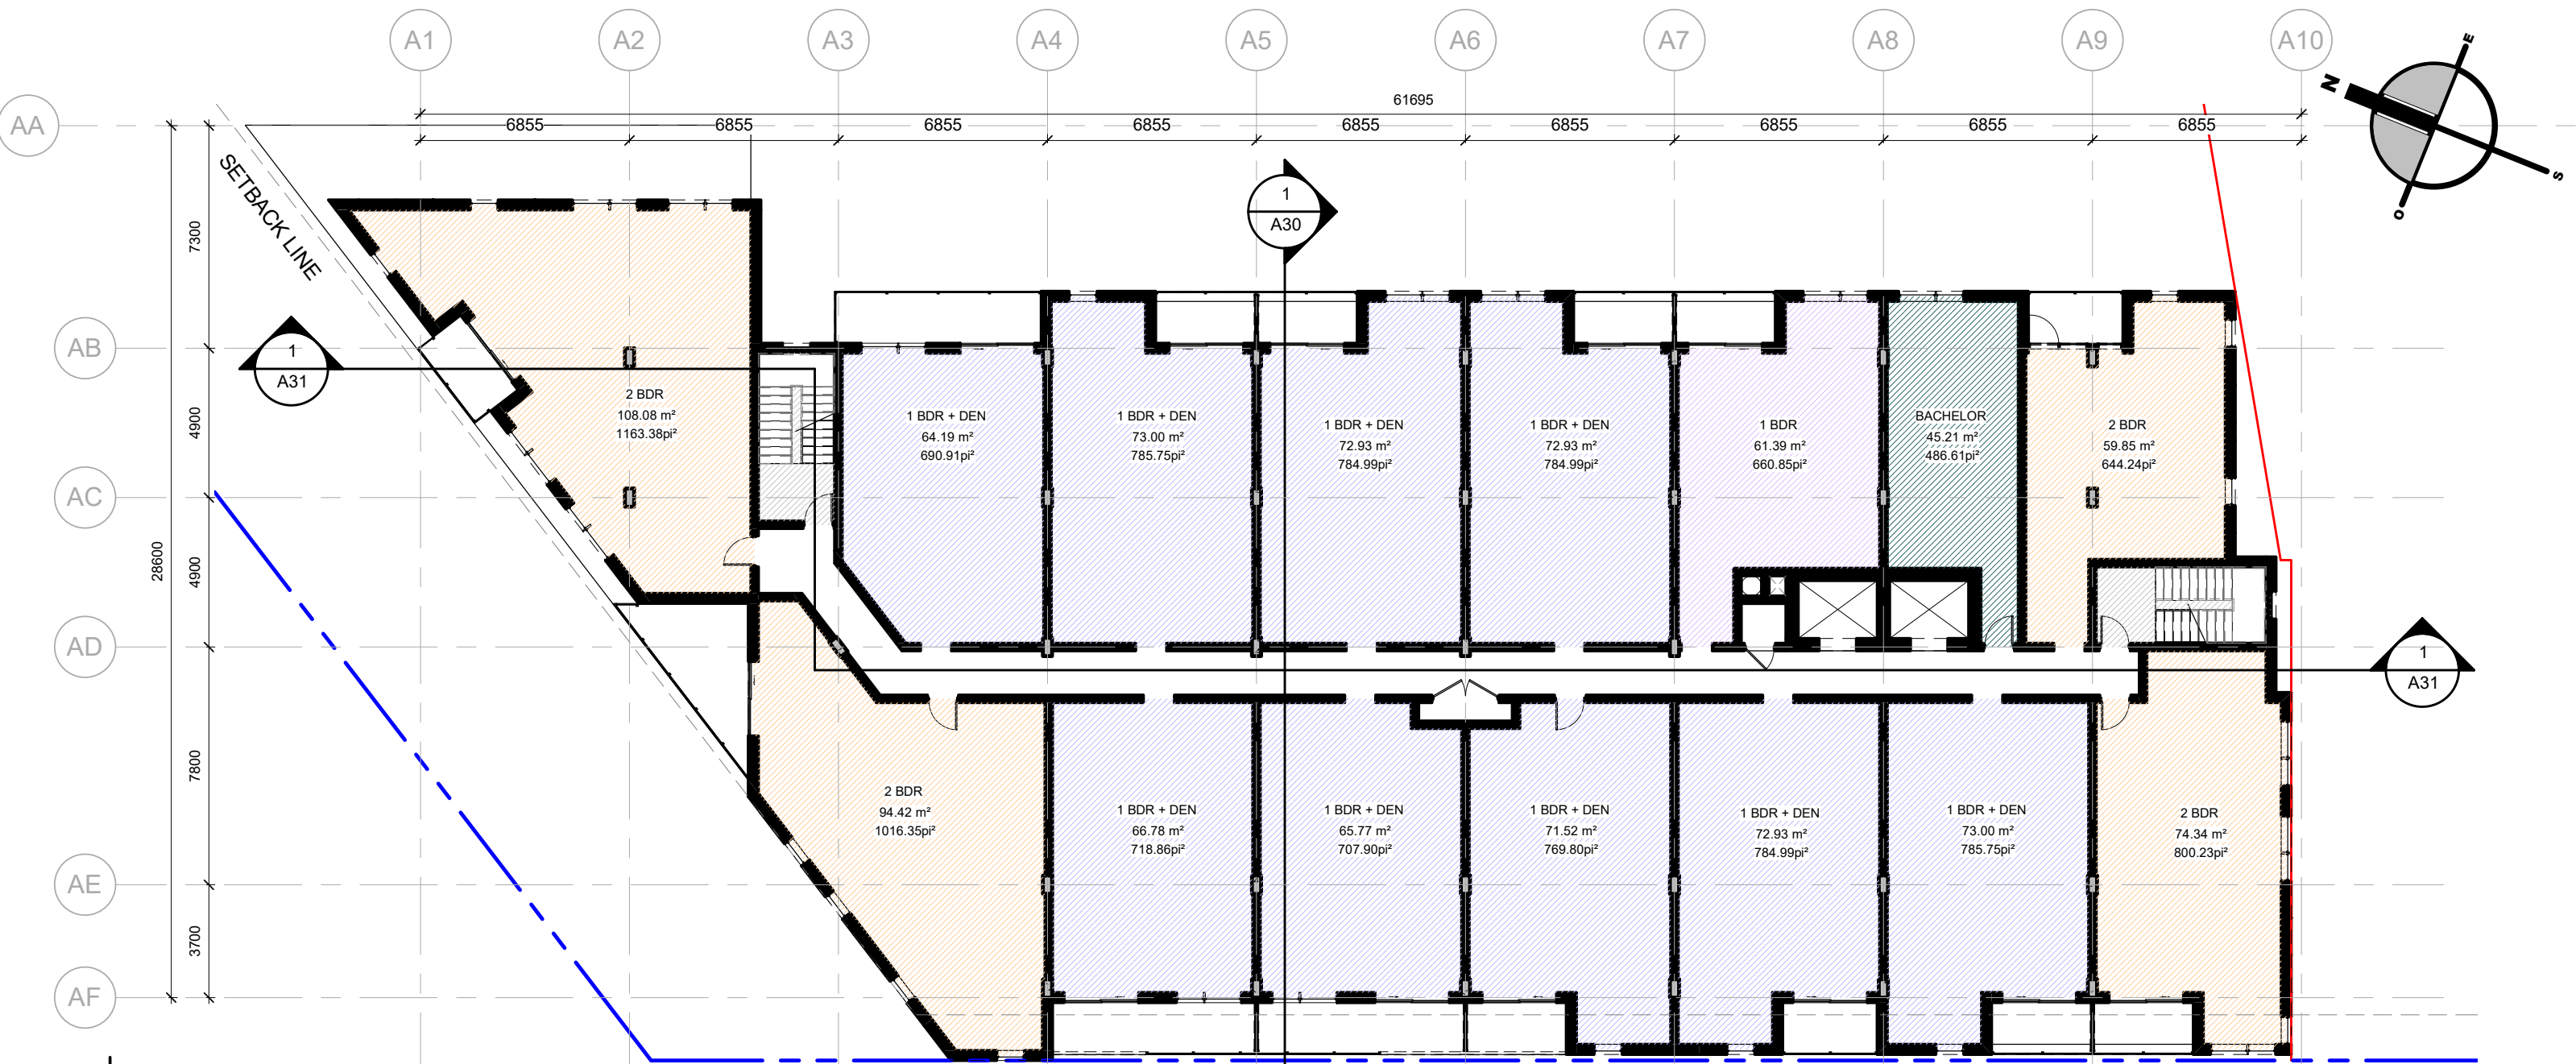 A1 A2 A3 A4 A5 A6 A7 A8 A9 A10
N E S O
AA
61695
6855 6855 6855 6855 6855 6855 6855 6855 6855
SETBACK LINE
7300
4900
4900
28600
7800
3700
1
A30
AB
1
A31
AC
AD
AE
AF
2 BDR
108.08 m²
1163.38pi²
1 BDR + DEN
64.19 m²
690.91pi²
1 BDR + DEN
73.00 m²
785.75pi²
1 BDR + DEN
72.93 m²
784.99pi²
1 BDR + DEN
72.93 m²
784.99pi²
1 BDR
61.39 m²
660.85pi²
BACHELOR
45.21 m²
486.61pi²
2 BDR
59.85 m²
644.24pi²
1
A31
2 BDR
94.42 m²
1016.35pi²
1 BDR + DEN
66.78 m²
718.86pi²
1 BDR + DEN
65.77 m²
707.90pi²
1 BDR + DEN
71.52 m²
769.80pi²
1 BDR + DEN
72.93 m²
784.99pi²
1 BDR + DEN
73.00 m²
785.75pi²
2 BDR
74.34 m²
800.23pi²